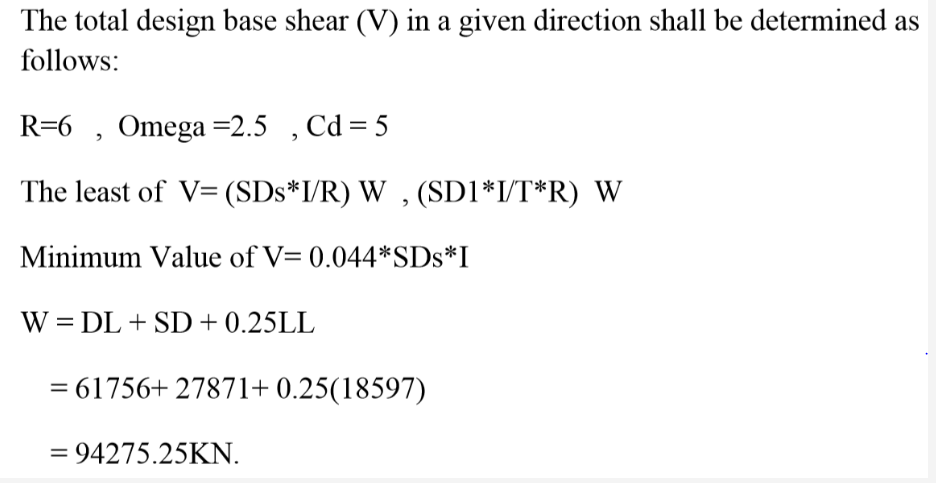 The total design base shear (V) in a given direction shall be determined as
follows:
R=6 , Omega =2.5 , Cd = 5
The least of V= (SDs*I/R) W , (SD1*I/T*R) W
Minimum Value of V= 0.044*SDs*I
W = DL + SD + 0.25LL
= 61756+ 27871+ 0.25(18597)
= 94275.25KN.